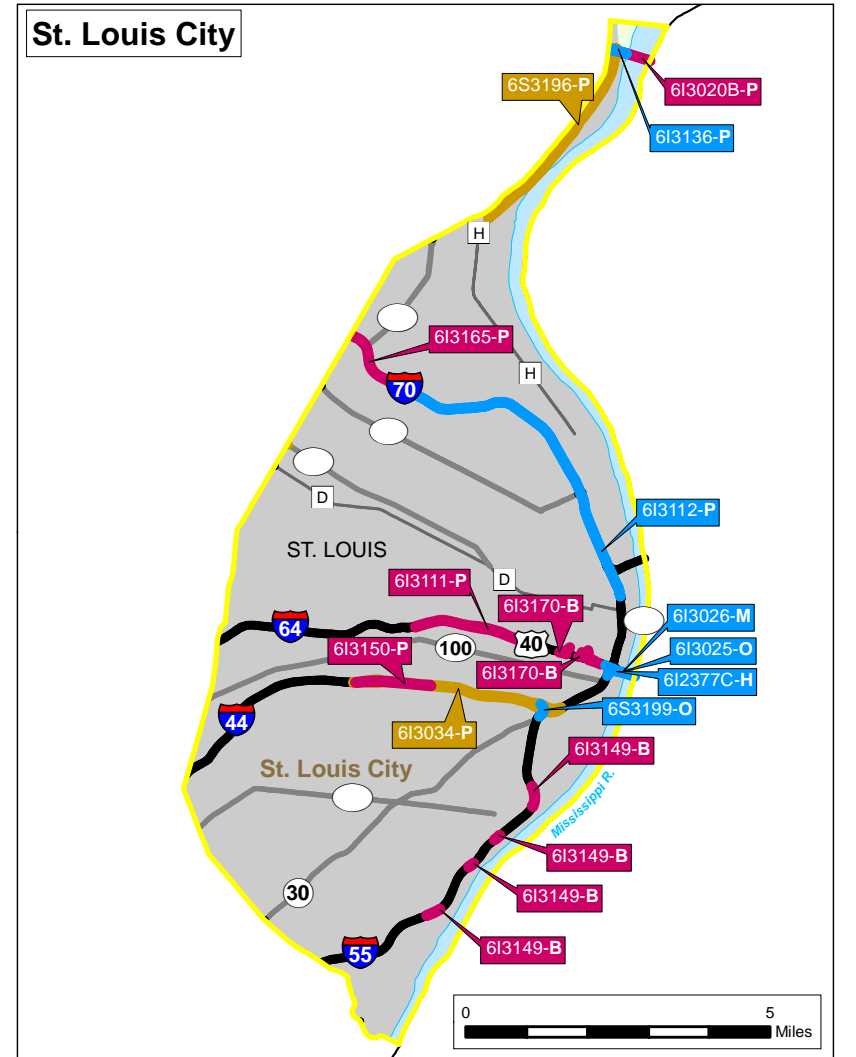 St. Louis City
6S3196-P
6I3020B-P
6I3136-P
H
6I3165-P
H
70
D
6I3112-P
ST. LOUIS
D
6I3111-P
6I3170-B
6I3026-M
64
40
6I3025-O
100
6I3150-P
6I3170-B
6I2377C-H
6S3199-O
44
6I3034-P
6I3149-B
St. Louis City
Mississippi R.
6I3149-B
30
6I3149-B
6I3149-B
55
0 5
Miles